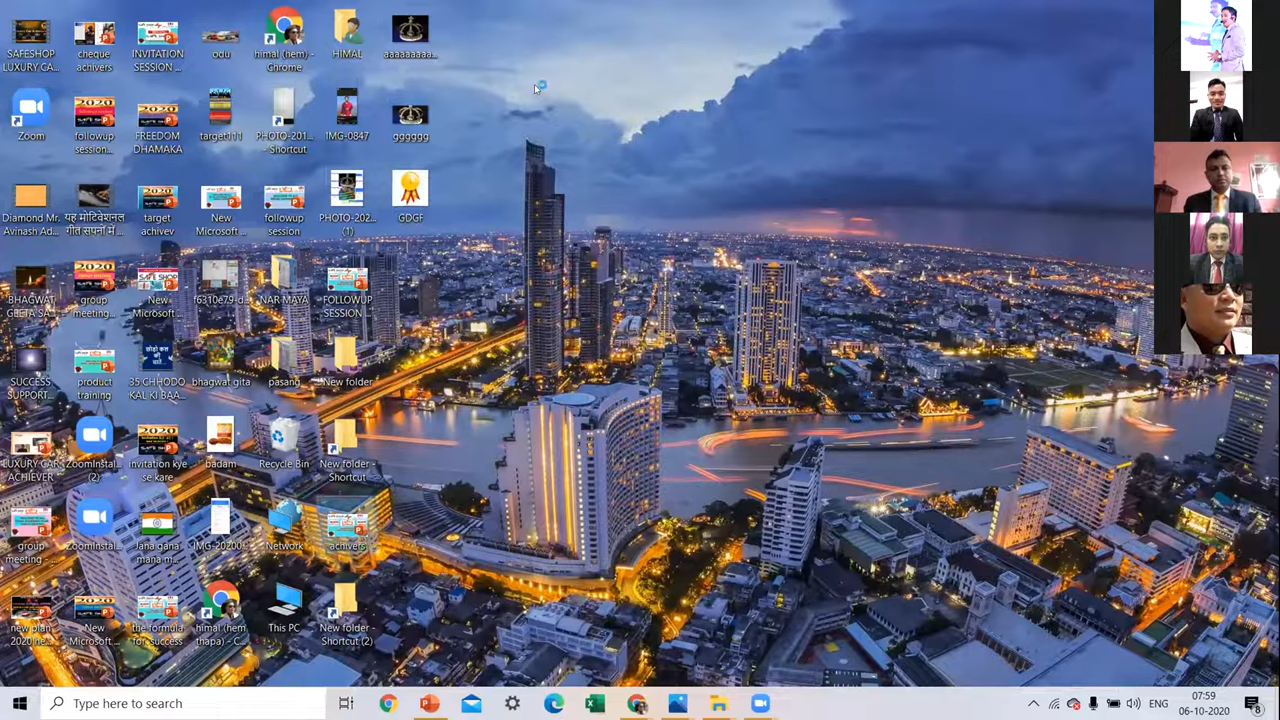 SAFESHOP
LUXURY CA...
cheque
achivers
INVITATION
SESSION ...
odu
himal (hem) -
Chrome
HIMAL
aaaaaaaaa...
Zoom
followup
session...
FREEDOM
DHAMAKA
target111
PHOTO-201...
- Shortcut
IMG-0847
gggggg
Diamond Mr.
Avinash Ad...
यह मोटिवेशनल
गीत सपनों में ...
target
achievev
New
Microsoft ...
followup
session
PHOTO-202...
(1)
GDGF
BHAGWAT
GEETA SA...
group
meeting...
New
Microsoft ...
f6310e79-d...
NAR MAYA
FOLLOWUP
SESSION ...
SUCCESS
SUPPORT...
product
training
35 CHHODO
KAL KI BAA...
bhagwat gita
pasang
New folder
LUXURY CAR
ACHIEVER
ZoomInstal...
(2)
invitation kye
se kare
badam
Recycle Bin
New folder -
Shortcut
group
meeting ...
ZoomInstal...
Jana gana
mana m...
IMG-20200...
Network
achivers
new plan
2020 ne...
New
Microsoft...
the formula
for success
himal (hem
thapa) - C...
This PC
New folder -
Shortcut (2)
Type here to search
ENG
07:59
06-10-2020
8